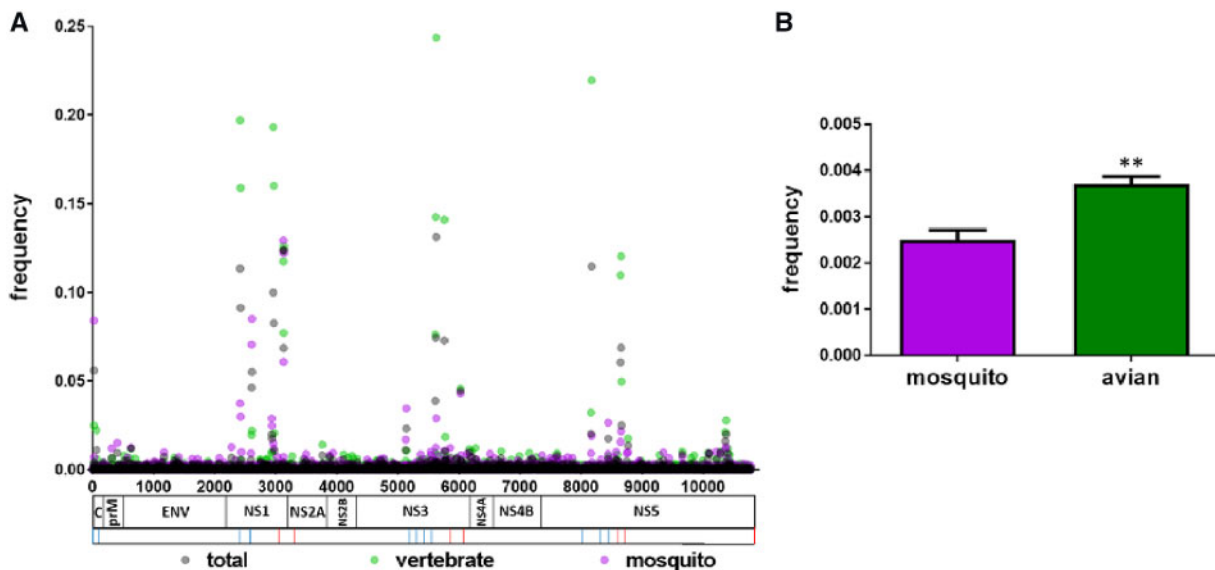 A
B
frequency
0.25
0.20
0.15
0.10
0.05
0.00
0 1000 2000 3000 4000 5000 6000 7000 8000 9000 10000
C prM ENV NS1 NS2A NS2B NS3 NS4A NS4B NS5
total vertebrate mosquito
frequency
0.005
0.004
0.003
0.002
0.001
0.000
**
mosquito avian